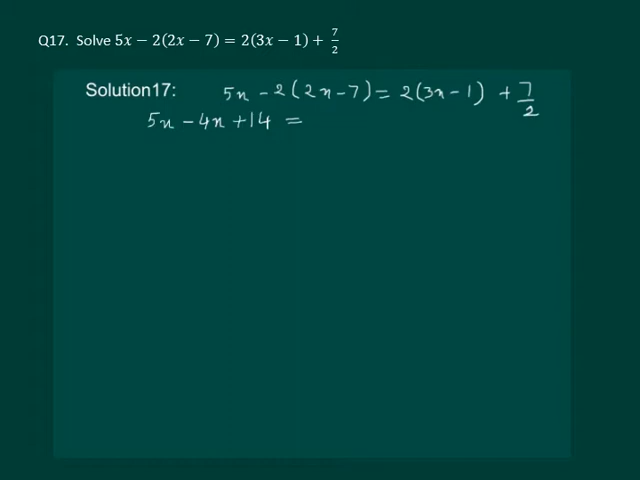 Q17. Solve 5x − 2(2x − 7) = 2(3x − 1) + 7/2
Solution17: 5x - 2(2x - 7) = 2(3x - 1) + 7/2
5x - 4x + 14 =